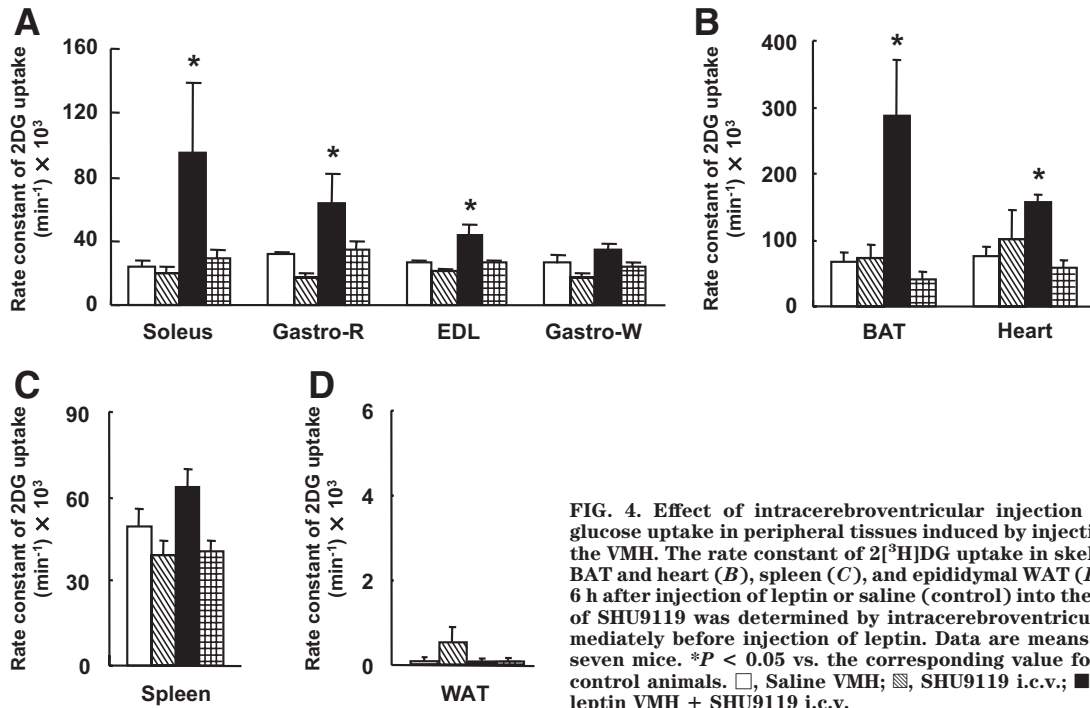 A
Rate constant of 2DG uptake
(min⁻¹) × 10³
160
120
80
40
0
*
*
*
Soleus
Gastro-R
EDL
Gastro-W
B
Rate constant of 2DG uptake
(min⁻¹) × 10³
400
300
200
100
0
*
*
BAT
Heart
C
Rate constant of 2DG uptake
(min⁻¹) × 10³
90
60
30
0
Spleen
D
Rate constant of 2DG uptake
(min⁻¹) × 10³
6
4
2
0
WAT
FIG. 4. Effect of intracerebroventricular injection
glucose uptake in peripheral tissues induced by injecti
the VMH. The rate constant of 2[³H]DG uptake in skel
BAT and heart (B), spleen (C), and epididymal WAT (
6 h after injection of leptin or saline (control) into the
of SHU9119 was determined by intracerebroventricu
mediately before injection of leptin. Data are means
seven mice. *P < 0.05 vs. the corresponding value fo
control animals. □, Saline VMH; ▧, SHU9119 i.c.v.; ■
leptin VMH + SHU9119 i.c.v.